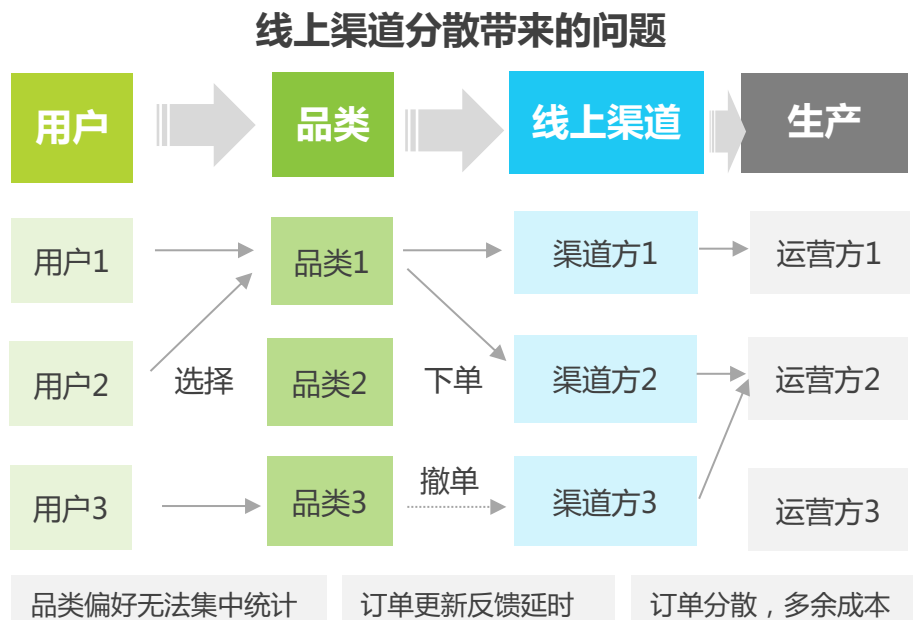 线上渠道分散带来的问题
用户
品类
线上渠道
生产
用户1
品类1
渠道方1
运营方1
用户2
选择
品类2
下单
渠道方2
运营方2
用户3
品类3
撤单
渠道方3
运营方3
品类偏好无法集中统计
订单更新反馈延时
订单分散，多余成本